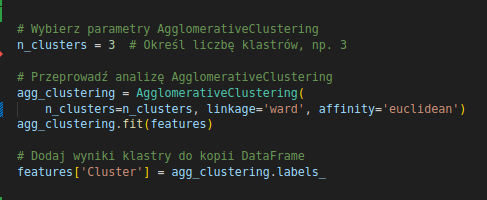 # Wybierz parametry AgglomerativeClustering
n_clusters = 3  # Określ liczbę klastrów, np. 3
# Przeprowadź analizę AgglomerativeClustering
agg_clustering = AgglomerativeClustering(
    n_clusters=n_clusters, linkage='ward', affinity='euclidean')
agg_clustering.fit(features)
# Dodaj wyniki klastry do kopii DataFrame
features['Cluster'] = agg_clustering.labels_